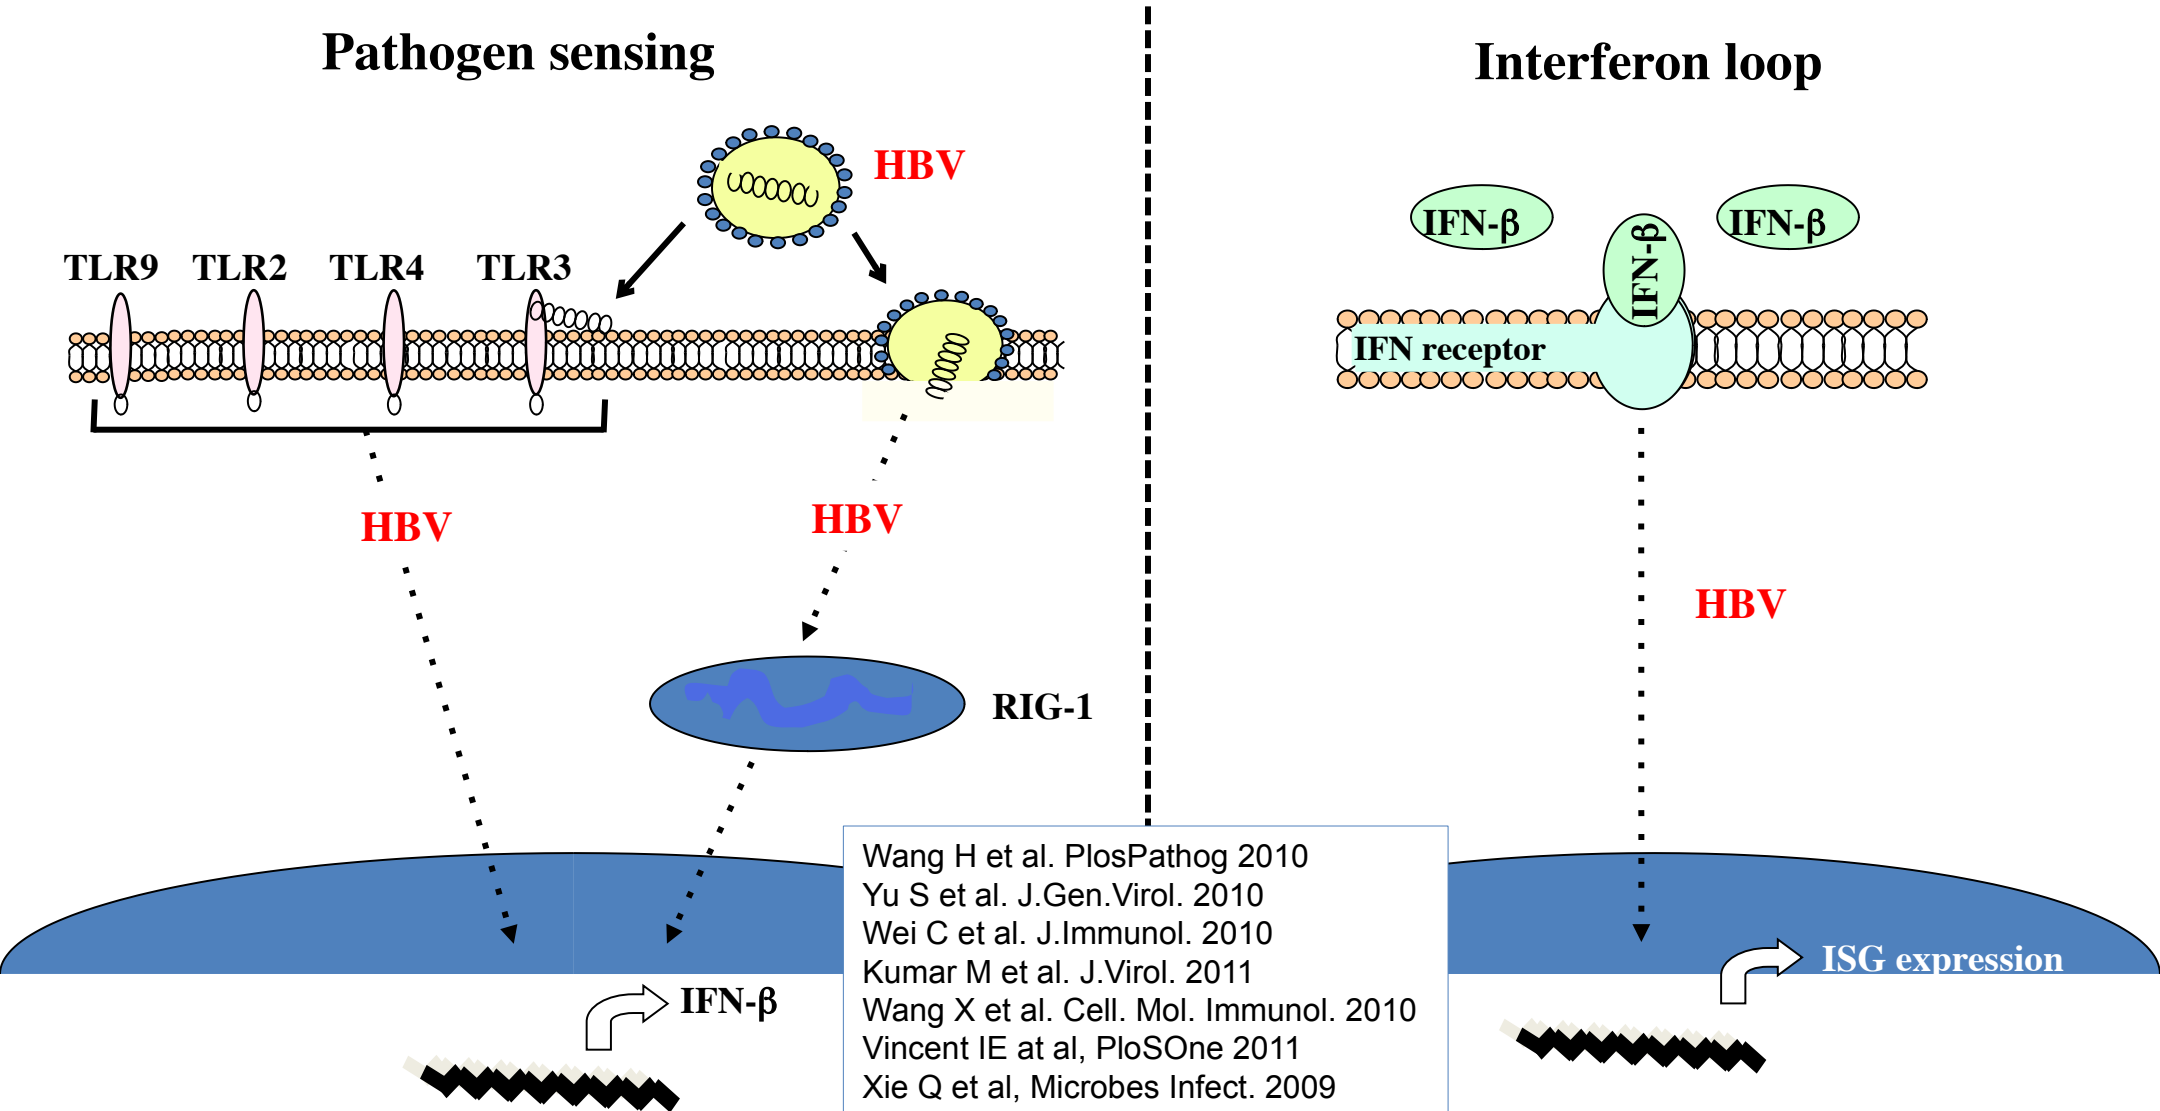 Pathogen sensing
Interferon loop
HBV
IFN-β
IFN-β
IFN-β
TLR9
TLR2
TLR4
TLR3
IFN receptor
HBV
HBV
HBV
RIG-1
Wang H et al. PlosPathog 2010
Yu S et al. J.Gen.Virol. 2010
Wei C et al. J.Immunol. 2010
Kumar M et al. J.Virol. 2011
Wang X et al. Cell. Mol. Immunol. 2010
Vincent IE at al, PloSOne 2011
Xie Q et al, Microbes Infect. 2009
IFN-β
ISG expression